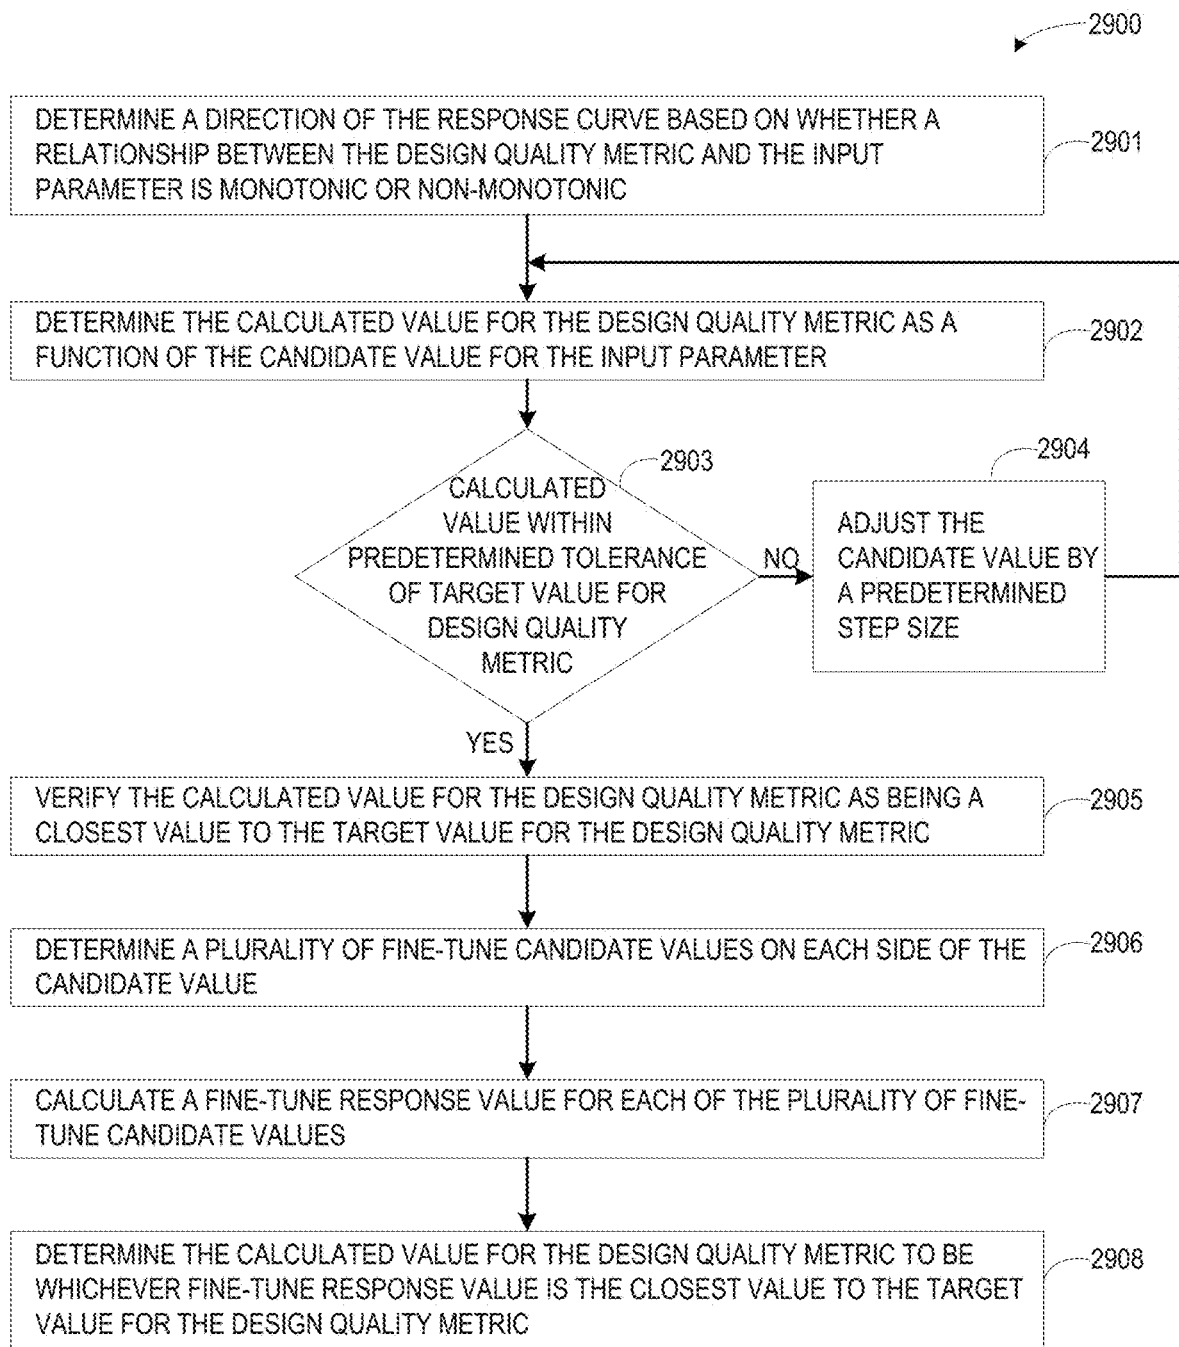 2900
DETERMINE A DIRECTION OF THE RESPONSE CURVE BASED ON WHETHER A
RELATIONSHIP BETWEEN THE DESIGN QUALITY METRIC AND THE INPUT
PARAMETER IS MONOTONIC OR NON-MONOTONIC
2901
DETERMINE THE CALCULATED VALUE FOR THE DESIGN QUALITY METRIC AS A
FUNCTION OF THE CANDIDATE VALUE FOR THE INPUT PARAMETER
2902
CALCULATED
VALUE WITHIN
PREDETERMINED TOLERANCE
OF TARGET VALUE FOR
DESIGN QUALITY
METRIC
2903
NO
ADJUST THE
CANDIDATE VALUE BY
A PREDETERMINED
STEP SIZE
2904
YES
VERIFY THE CALCULATED VALUE FOR THE DESIGN QUALITY METRIC AS BEING A
CLOSEST VALUE TO THE TARGET VALUE FOR THE DESIGN QUALITY METRIC
2905
DETERMINE A PLURALITY OF FINE-TUNE CANDIDATE VALUES ON EACH SIDE OF THE
CANDIDATE VALUE
2906
CALCULATE A FINE-TUNE RESPONSE VALUE FOR EACH OF THE PLURALITY OF FINE-
TUNE CANDIDATE VALUES
2907
DETERMINE THE CALCULATED VALUE FOR THE DESIGN QUALITY METRIC TO BE
WHICHEVER FINE-TUNE RESPONSE VALUE IS THE CLOSEST VALUE TO THE TARGET
VALUE FOR THE DESIGN QUALITY METRIC
2908